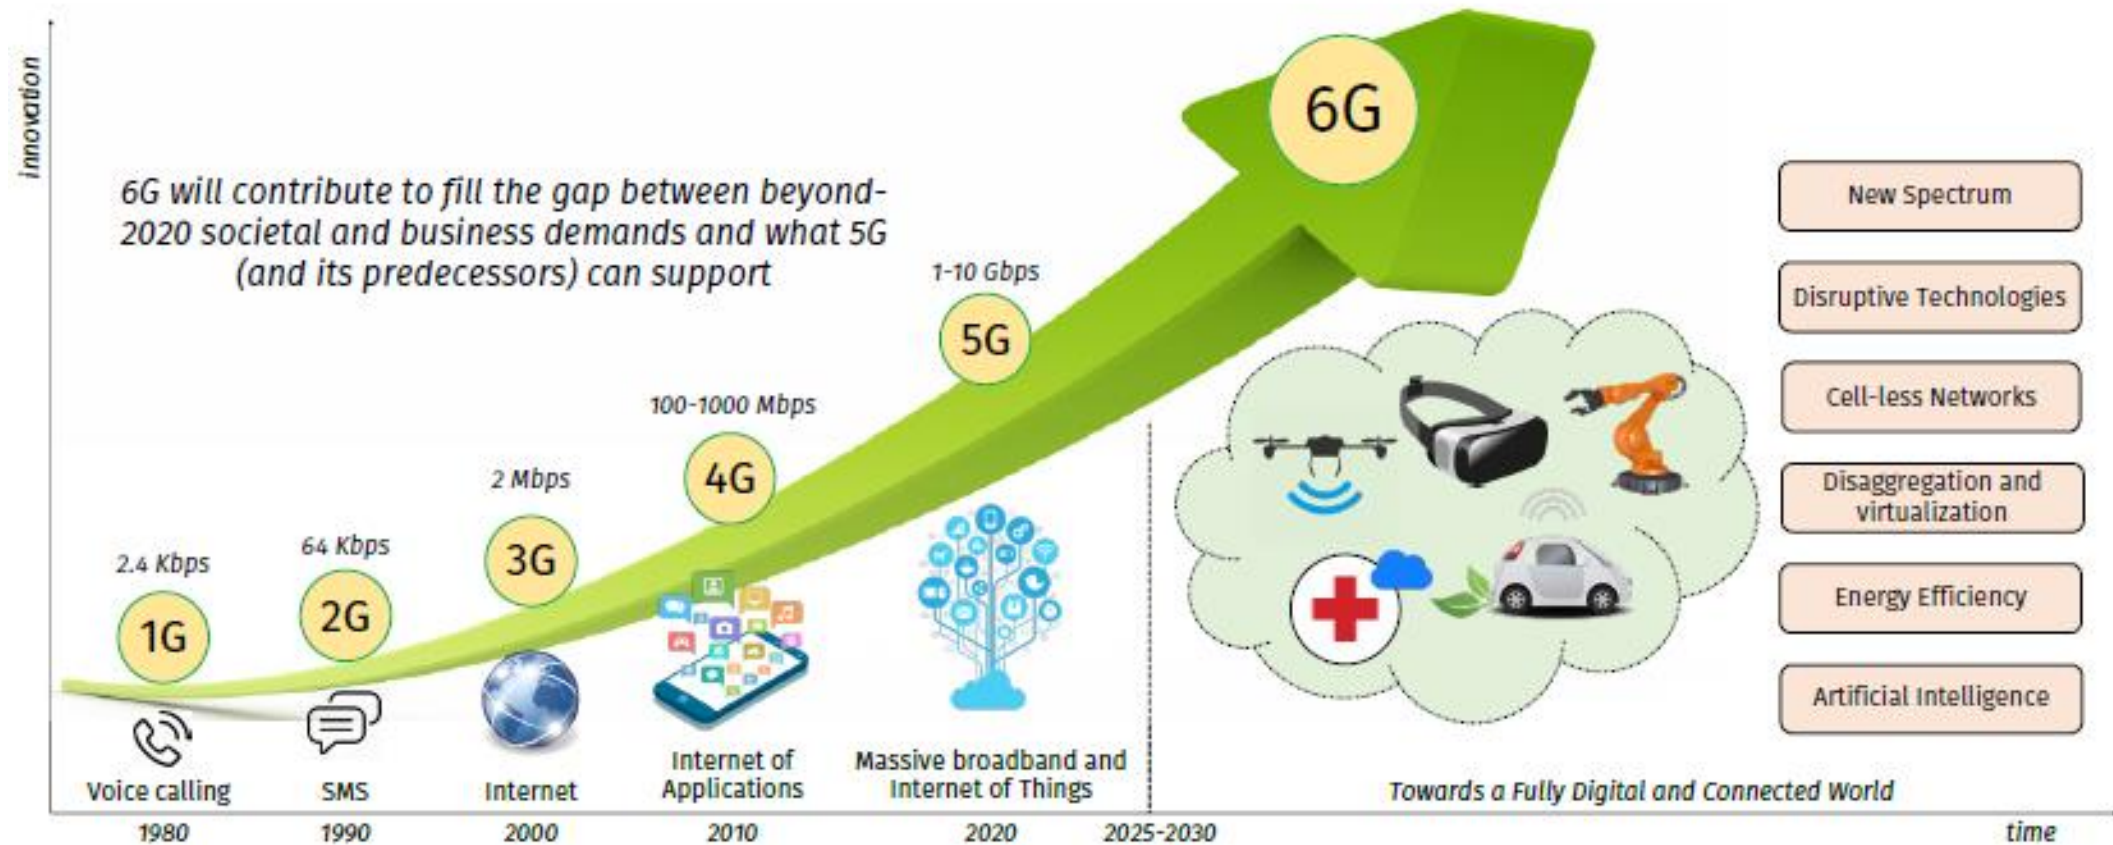 innovation
6G will contribute to fill the gap between beyond-
2020 societal and business demands and what 5G
(and its predecessors) can support
2.4 Kbps
1G
Voice calling
1980
64 Kbps
2G
SMS
1990
2 Mbps
3G
Internet
2000
100-1000 Mbps
4G
Internet of
Applications
2010
1-10 Gbps
5G
Massive broadband and
Internet of Things
2020
6G
2025-2030
Towards a Fully Digital and Connected World
New Spectrum
Disruptive Technologies
Cell-less Networks
Disaggregation and
virtualization
Energy Efficiency
Artificial Intelligence
time